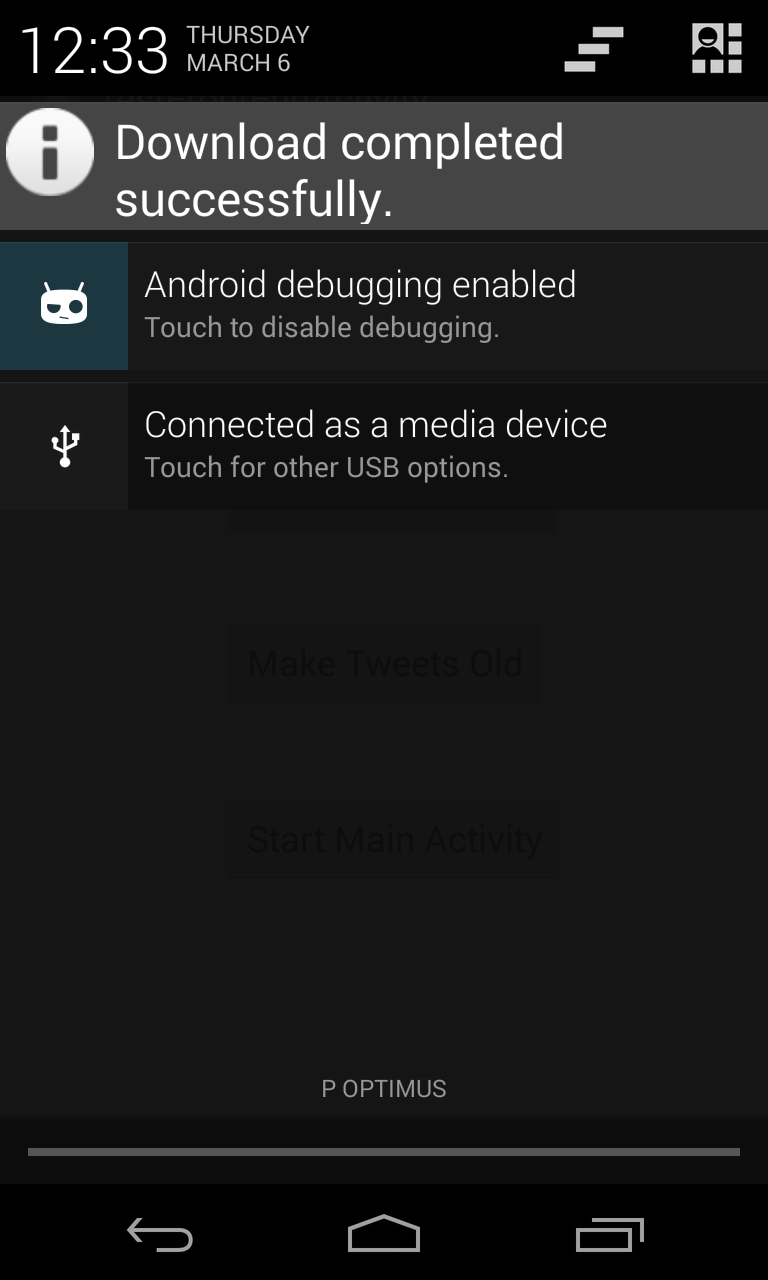 12:33
THURSDAY
MARCH 6
Download completed
successfully.
Android debugging enabled
Touch to disable debugging.
Connected as a media device
Touch for other USB options.
Make Tweets Old
Start Main Activity
P OPTIMUS